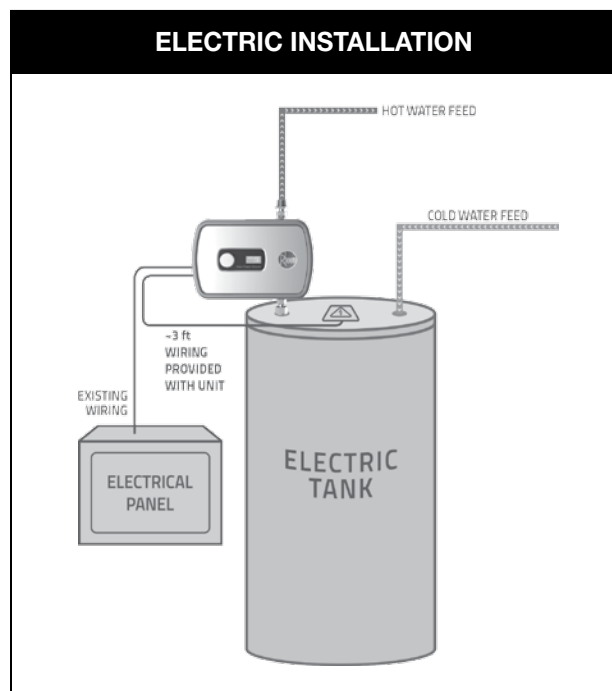 ELECTRIC INSTALLATION
HOT WATER FEED
COLD WATER FEED
~3 ft
WIRING
PROVIDED
WITH UNIT
EXISTING
WIRING
ELECTRICAL
PANEL
ELECTRIC
TANK